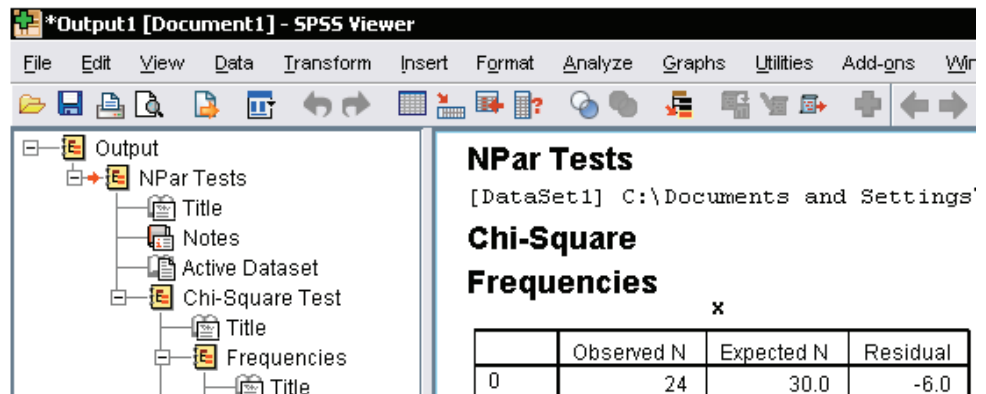 *Output1 [Document1] - SPSS Viewer
File Edit View Data Transform Insert Format Analyze Graphs Utilities Add-ons
Output
NPar Tests
Title
Notes
Active Dataset
Chi-Square Test
Title
Frequencies
Title
NPar Tests
[DataSet1] C:\Documents and Settings
Chi-Square
Frequencies
x
Observed N Expected N Residual
0 24 30.0 -6.0